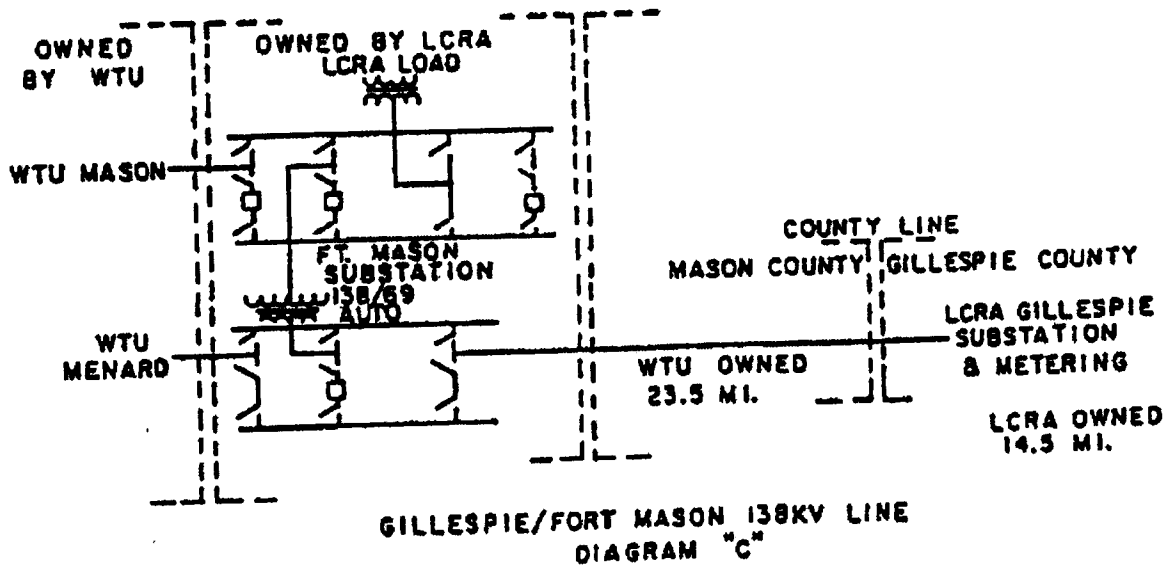 OWNED
BY WTU
OWNED BY LCRA
LCRA LOAD
WTU MASON
FT. MASON
SUBSTATION
138/69
AUTO
WTU
MENARD
COUNTY LINE
MASON COUNTY
GILLESPIE COUNTY
LCRA GILLESPIE
SUBSTATION
& METERING
WTU OWNED
23.5 MI.
LCRA OWNED
14.5 MI.
GILLESPIE/FORT MASON 138KV LINE
DIAGRAM "C"